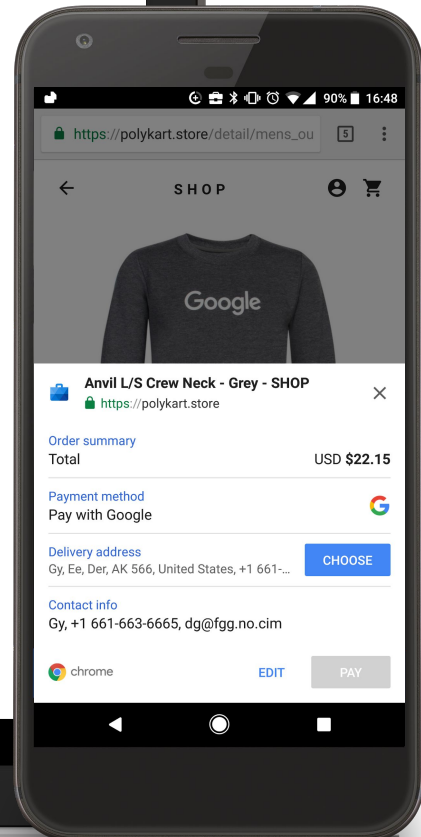 90% 16:48
https://polykart.store/detail/mens_ou
5
SHOP
Google
Anvil L/S Crew Neck - Grey - SHOP
https://polykart.store
Order summary
Total USD $22.15
Payment method
Pay with Google
G
Delivery address
Gy, Ee, Der, AK 566, United States, +1 661-...
CHOOSE
Contact info
Gy, +1 661-663-6665, dg@fgg.no.cim
chrome EDIT PAY